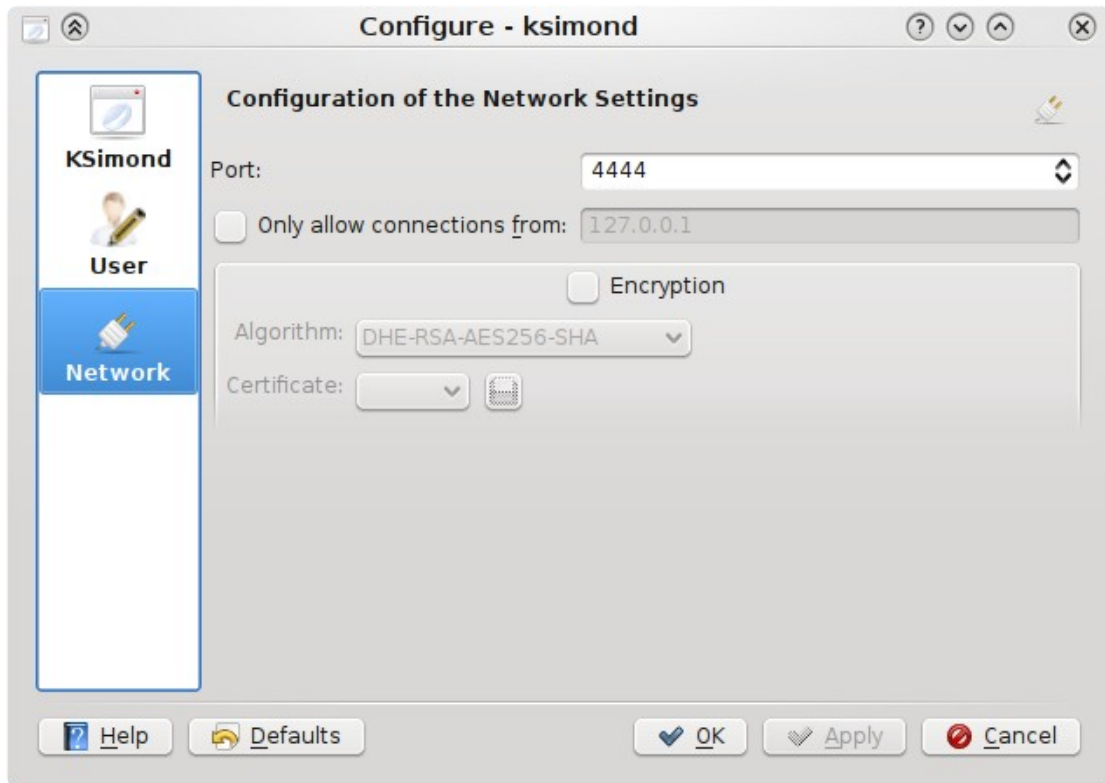 Configure - ksimond
KSimond
User
Network
Configuration of the Network Settings
Port: 4444
Only allow connections from: 127.0.0.1
Encryption
Algorithm: DHE-RSA-AES256-SHA
Certificate:
Help Defaults OK Apply Cancel